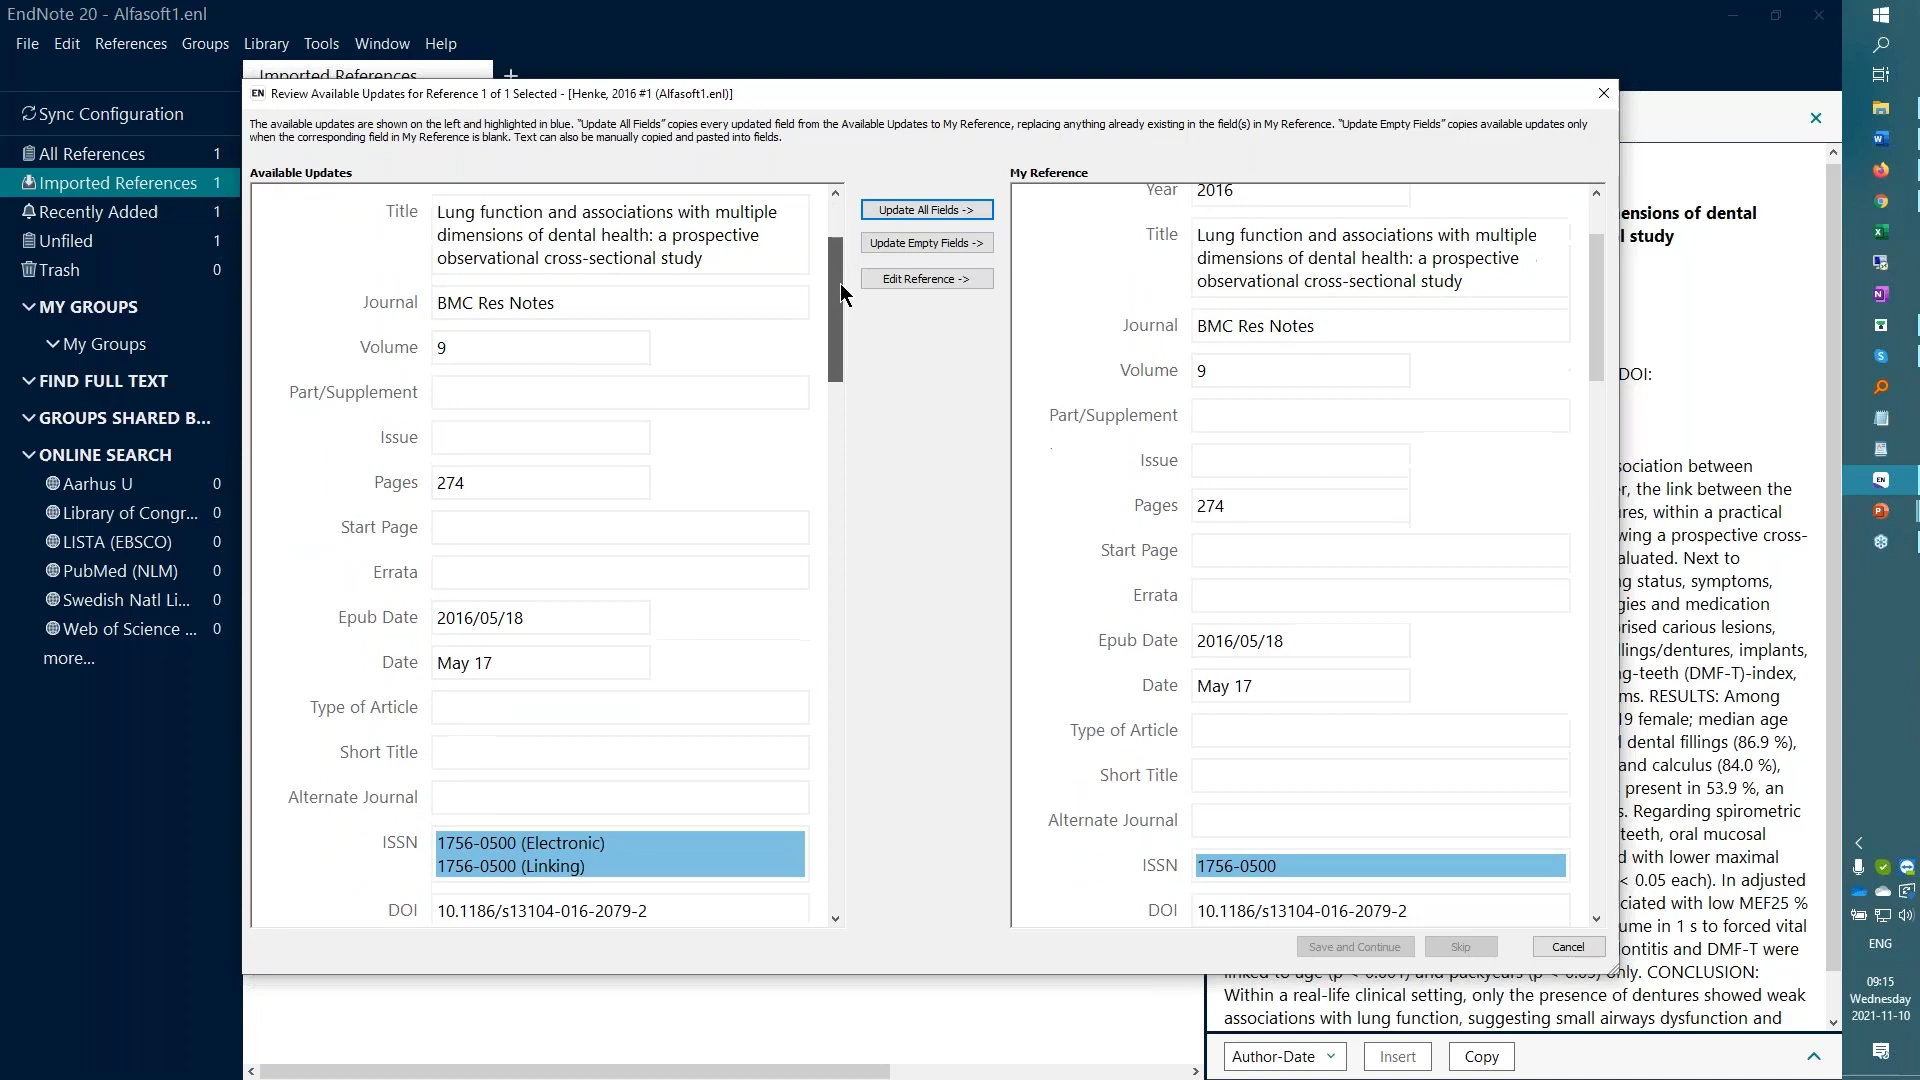 EndNote 20 - Alfasoft1.enl
File Edit References Groups Library Tools Window Help
Imported References
Sync Configuration
All References 1
Imported References 1
Recently Added 1
Unfiled 1
Trash 0
MY GROUPS
My Groups
FIND FULL TEXT
GROUPS SHARED B...
ONLINE SEARCH
Aarhus U 0
Library of Congr... 0
LISTA (EBSCO) 0
PubMed (NLM) 0
Swedish Natl Li... 0
Web of Science ... 0
more...
EN Review Available Updates for Reference 1 of 1 Selected - [Henke, 2016 #1 (Alfasoft1.enl)]
The available updates are shown on the left and highlighted in blue. "Update All Fields" copies every updated field from the Available Updates to My Reference, replacing anything already existing in the field(s) in My Reference. "Update Empty Fields" copies available updates only
when the corresponding field in My Reference is blank. Text can also be manually copied and pasted into fields.
Available Updates
Title Lung function and associations with multiple
dimensions of dental health: a prospective
observational cross-sectional study
Journal BMC Res Notes
Volume 9
Part/Supplement
Issue
Pages 274
Start Page
Errata
Epub Date 2016/05/18
Date May 17
Type of Article
Short Title
Alternate Journal
ISSN 1756-0500 (Electronic)
1756-0500 (Linking)
DOI 10.1186/s13104-016-2079-2
Update All Fields ->
Update Empty Fields ->
Edit Reference ->
My Reference
Year 2016
Title Lung function and associations with multiple
dimensions of dental health: a prospective
observational cross-sectional study
Journal BMC Res Notes
Volume 9
Part/Supplement
Issue
Pages 274
Start Page
Errata
Epub Date 2016/05/18
Date May 17
Type of Article
Short Title
Alternate Journal
ISSN 1756-0500
DOI 10.1186/s13104-016-2079-2
Save and Continue Skip Cancel
ensions of dental
l study
DOI:
sociation between
r, the link between the
res, within a practical
wing a prospective cross-
aluated. Next to
g status, symptoms,
gies and medication
rised carious lesions,
llings/dentures, implants,
g-teeth (DMF-T)-index,
ms. RESULTS: Among
19 female; median age
l dental fillings (86.9 %),
and calculus (84.0 %),
present in 53.9 %, an
s. Regarding spirometric
teeth, oral mucosal
d with lower maximal
< 0.05 each). In adjusted
ciated with low MEF25 %
ume in 1 s to forced vital
ontitis and DMF-T were
linked to age (p < 0.001) and packyears (p < 0.05) only. CONCLUSION:
Within a real-life clinical setting, only the presence of dentures showed weak
associations with lung function, suggesting small airways dysfunction and
Author-Date Insert Copy
EN
ENG
09:15
Wednesday
2021-11-10